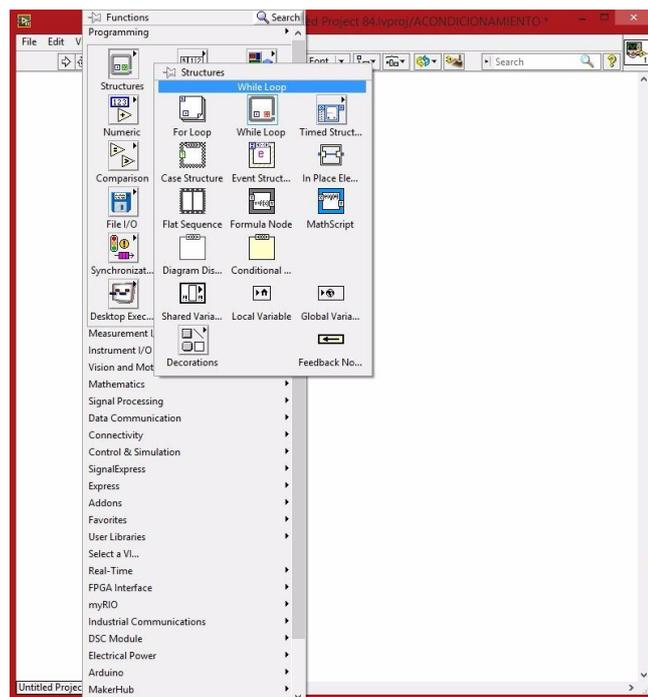 Functions
Search
ed Project 84.lvproj/ACONDICIONAMIENTO *
Programming
File Edit V
Font
Search
Structures
While Loop
Structures
Numeric
For Loop
While Loop
Timed Struct...
Comparison
Case Structure
Event Struct...
In Place Ele...
File I/O
Flat Sequence
Formula Node
MathScript
Synchronizat...
Diagram Dis...
Conditional ...
Desktop Exec...
Shared Varia...
Local Variable
Global Varia...
Decorations
Feedback No...
Measurement I
Instrument I/O
Vision and Mot
Mathematics
Signal Processing
Data Communication
Connectivity
Control & Simulation
SignalExpress
Express
Addons
Favorites
User Libraries
Select a VI...
Real-Time
FPGA Interface
myRIO
Industrial Communications
DSC Module
Electrical Power
Arduino
MakerHub
Untitled Projec